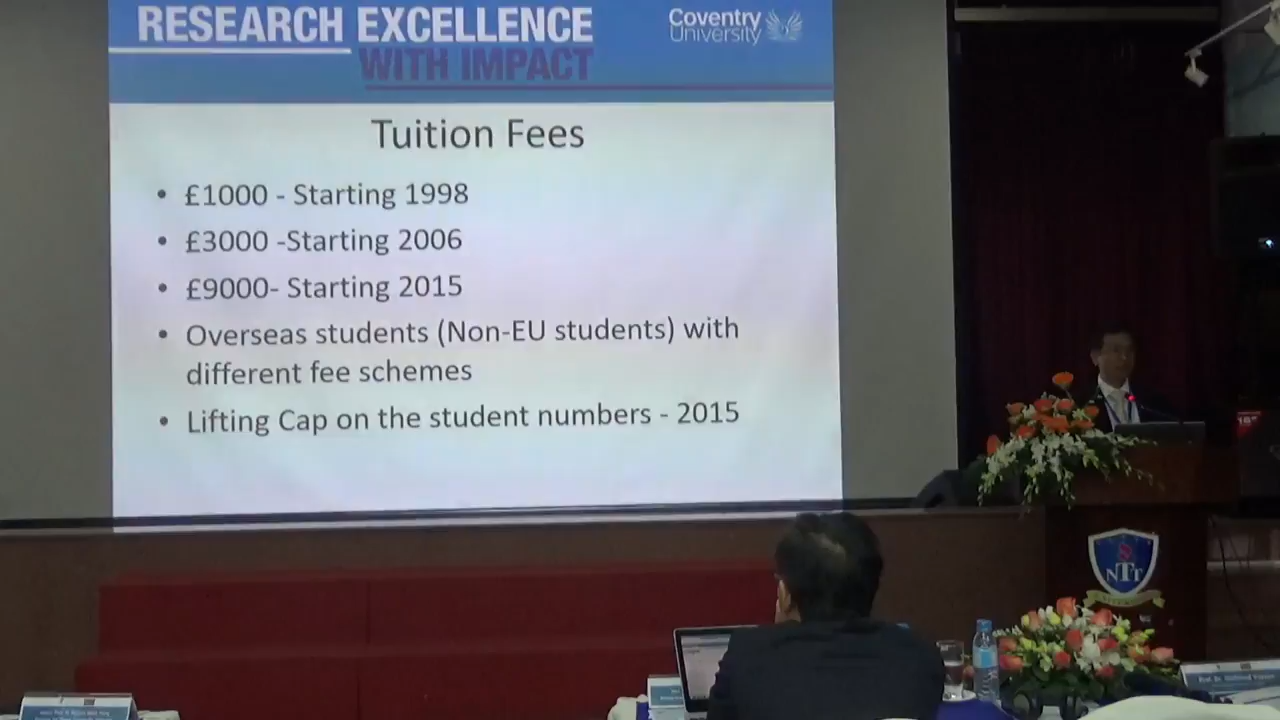 RESEARCH EXCELLENCE
WITH IMPACT
Coventry
University
Tuition Fees
• £1000 - Starting 1998
• £3000 -Starting 2006
• £9000- Starting 2015
• Overseas students (Non-EU students) with
different fee schemes
• Lifting Cap on the student numbers - 2015
NTT